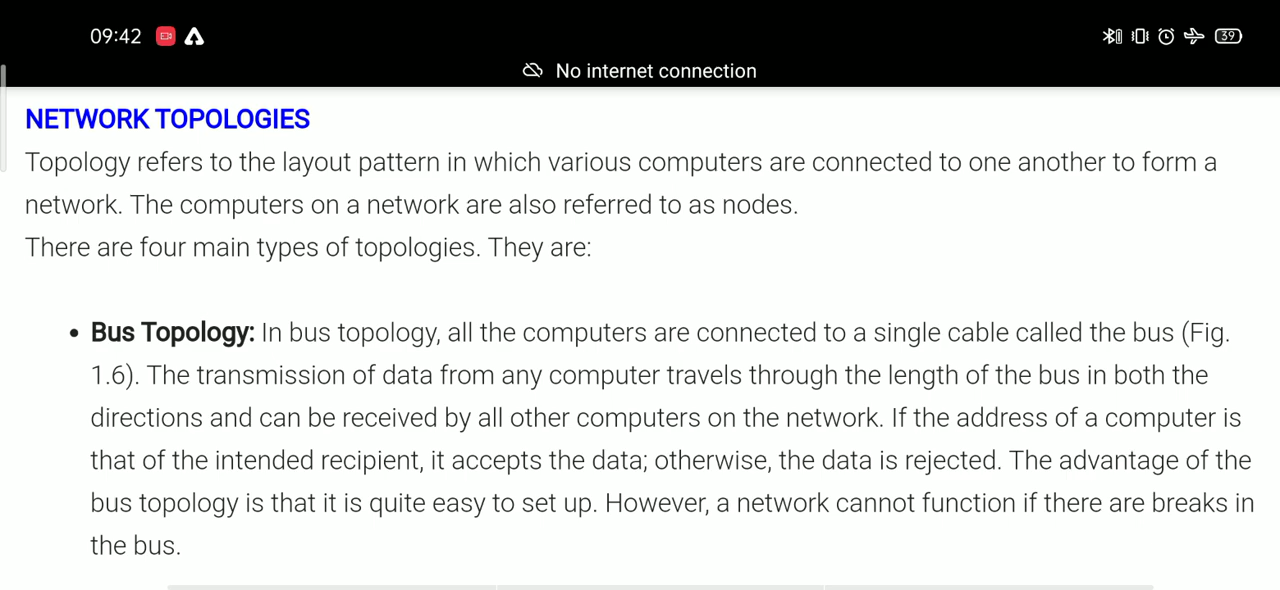 09:42
39
No internet connection
NETWORK TOPOLOGIES
Topology refers to the layout pattern in which various computers are connected to one another to form a
network. The computers on a network are also referred to as nodes.
There are four main types of topologies. They are:
• Bus Topology: In bus topology, all the computers are connected to a single cable called the bus (Fig.
1.6). The transmission of data from any computer travels through the length of the bus in both the
directions and can be received by all other computers on the network. If the address of a computer is
that of the intended recipient, it accepts the data; otherwise, the data is rejected. The advantage of the
bus topology is that it is quite easy to set up. However, a network cannot function if there are breaks in
the bus.